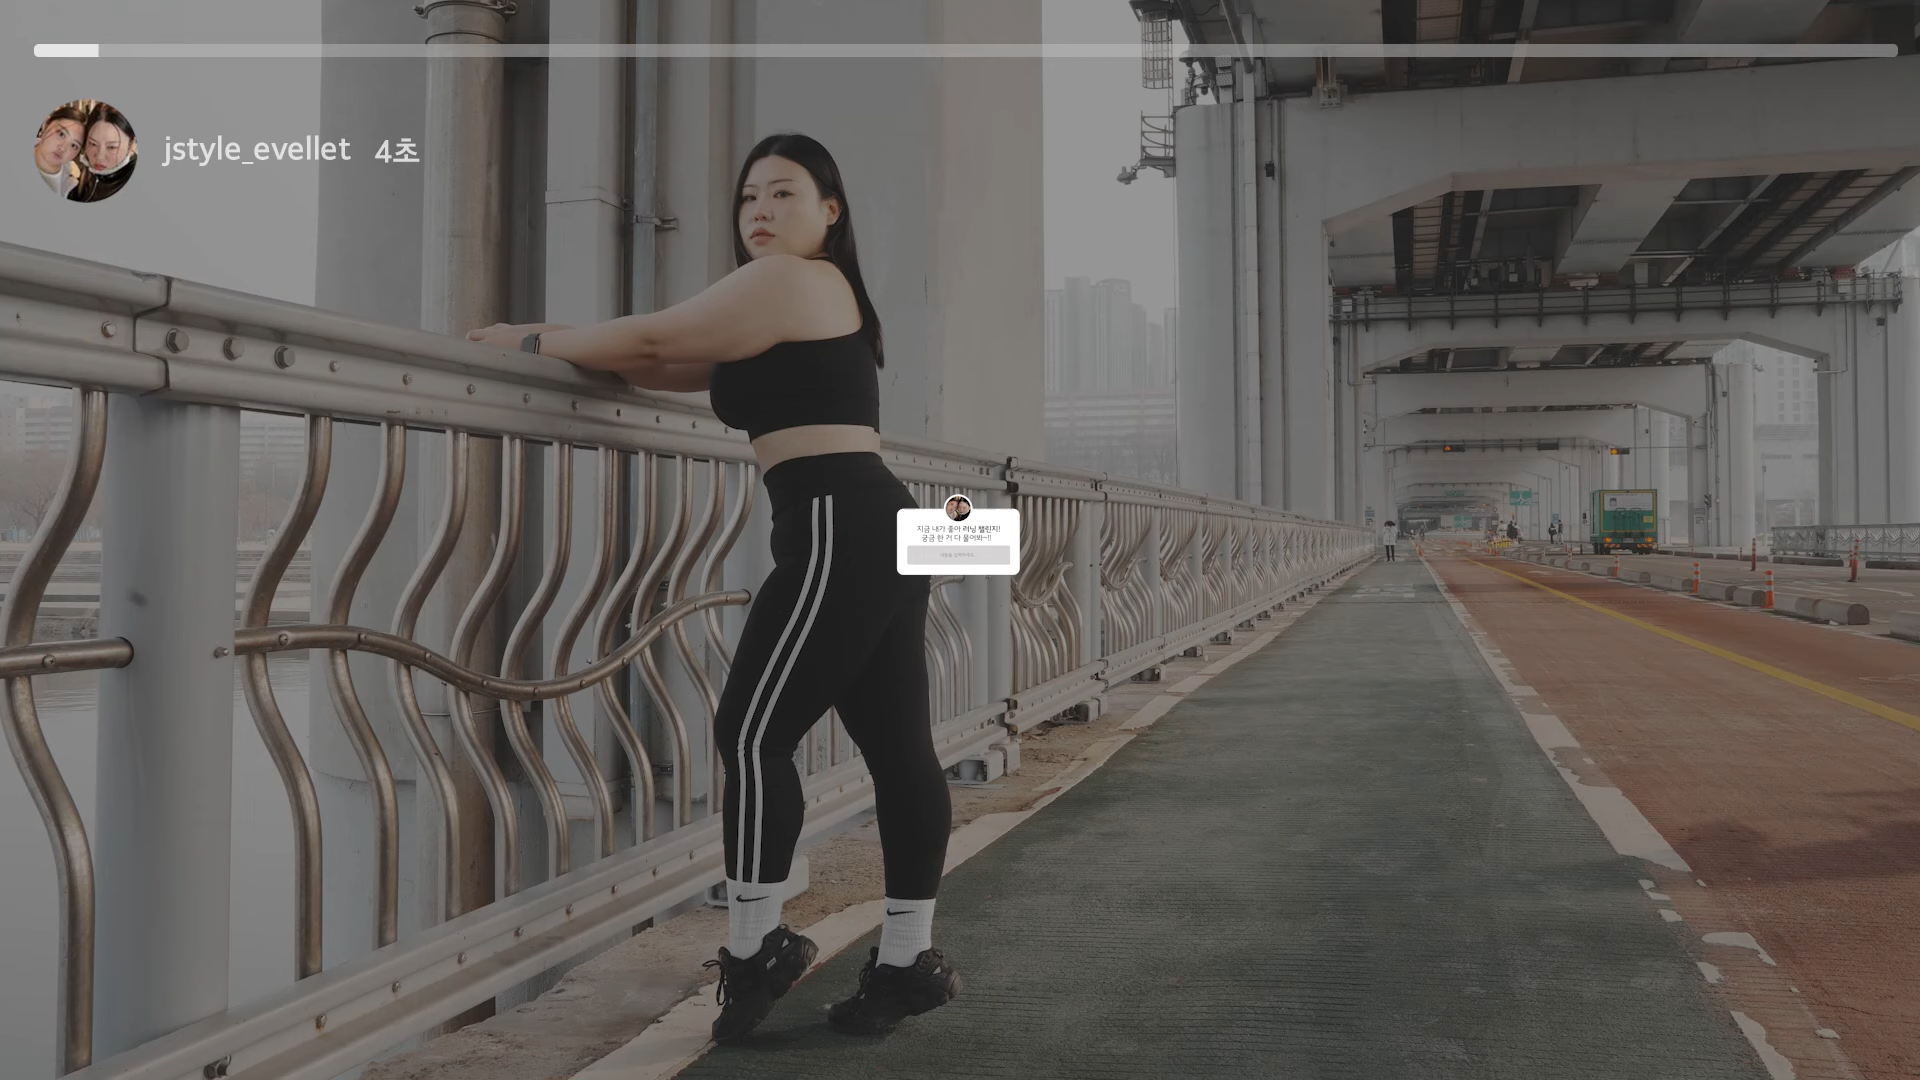 jstyle_evellet 4초
지금 내가 좋아 러닝 챌린지!
궁금 한 거 다 물어봐~!!